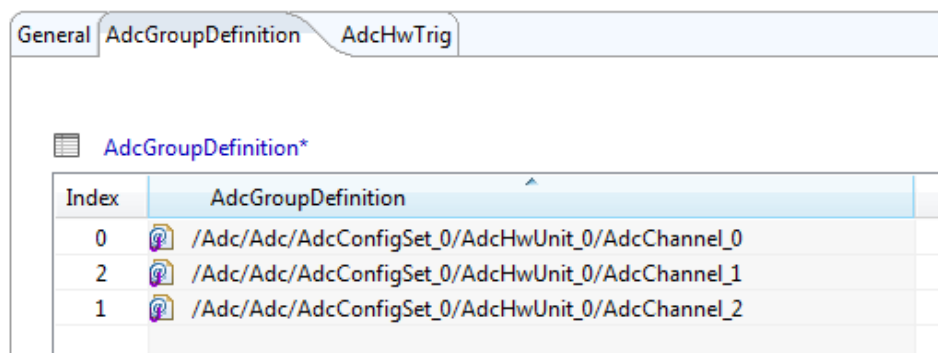 General AdcGroupDefinition AdcHwTrig
AdcGroupDefinition*
Index AdcGroupDefinition
0 /Adc/Adc/AdcConfigSet_0/AdcHwUnit_0/AdcChannel_0
2 /Adc/Adc/AdcConfigSet_0/AdcHwUnit_0/AdcChannel_1
1 /Adc/Adc/AdcConfigSet_0/AdcHwUnit_0/AdcChannel_2